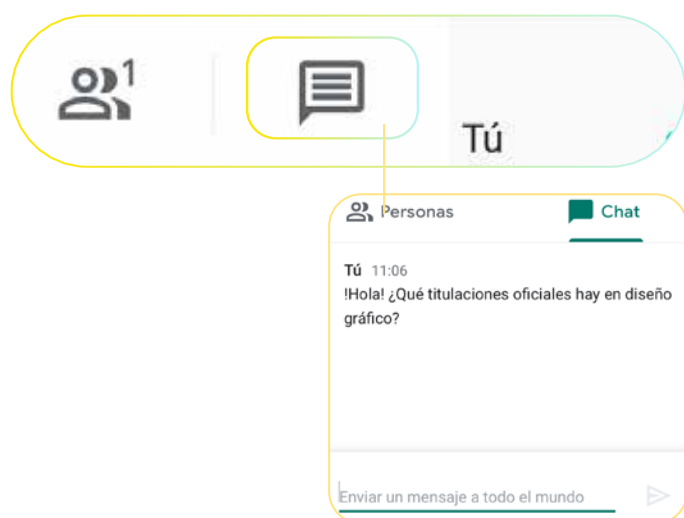 1
Tú
Personas
Chat
Tú 11:06
!Hola! ¿Qué titulaciones oficiales hay en diseño
gráfico?
Enviar un mensaje a todo el mundo